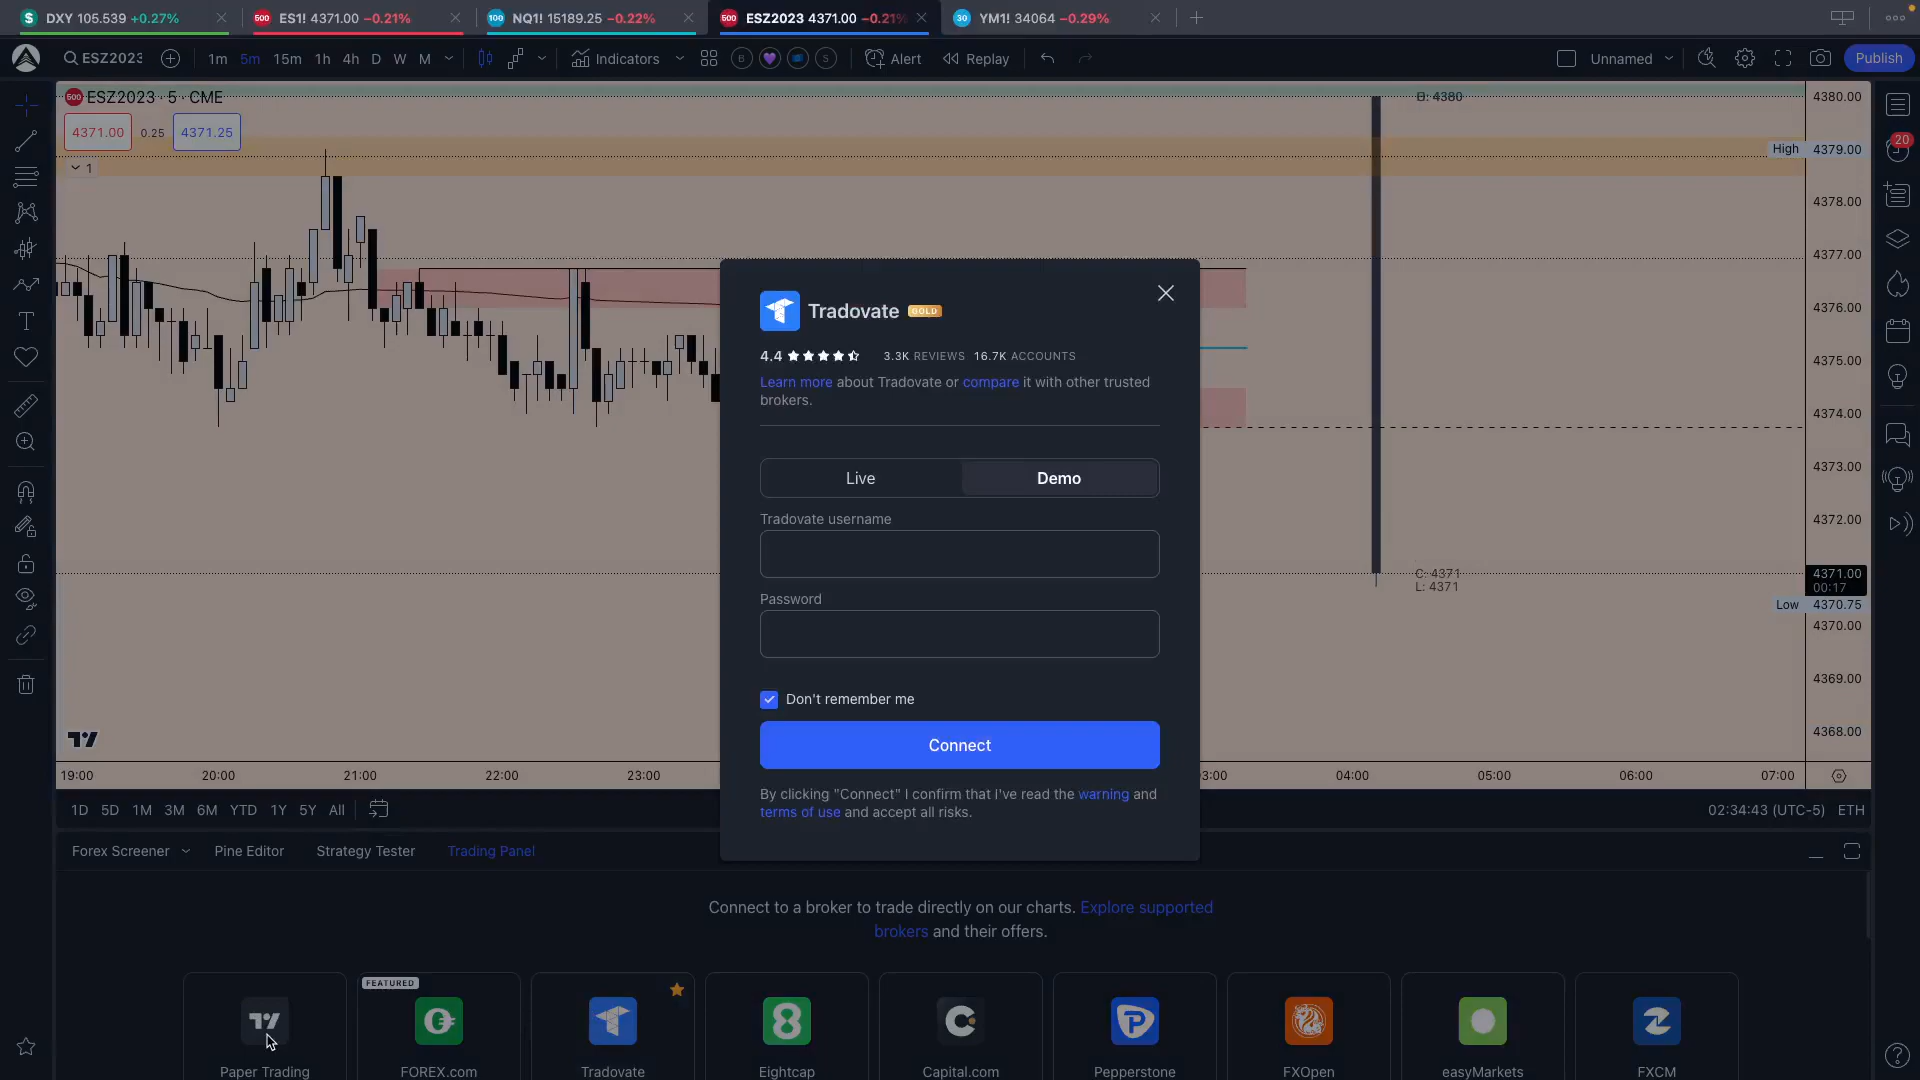 DXY 105.539 +0.27%
ES1! 4371.00 −0.21%
NQ1! 15189.25 −0.22%
ESZ2023 4371.00 −0.21%
YM1! 34064 −0.29%
ESZ2023 1m 5m 15m 1h 4h D W M Indicators B S Alert Replay Unnamed Publish
ESZ2023 · 5 · CME
4371.00 0.25 4371.25
1
4380
4380.00
High 4379.00
4378.00
4377.00
4376.00
4375.00
4374.00
4373.00
4372.00
C: 4371
L: 4371
4371.00
00:17
Low 4370.75
4370.00
4369.00
4368.00
20
Tradovate GOLD
4.4 3.3K REVIEWS 16.7K ACCOUNTS
Learn more about Tradovate or compare it with other trusted
brokers.
Live Demo
Tradovate username
Password
Don't remember me
Connect
By clicking "Connect" I confirm that I've read the warning and
terms of use and accept all risks.
19:00 20:00 21:00 22:00 23:00 04:00 05:00 06:00 07:00
1D 5D 1M 3M 6M YTD 1Y 5Y All 02:34:43 (UTC-5) ETH
Forex Screener Pine Editor Strategy Tester Trading Panel
Connect to a broker to trade directly on our charts. Explore supported
brokers and their offers.
FEATURED
Paper Trading FOREX.com Tradovate Eightcap Capital.com Pepperstone FXOpen easyMarkets FXCM